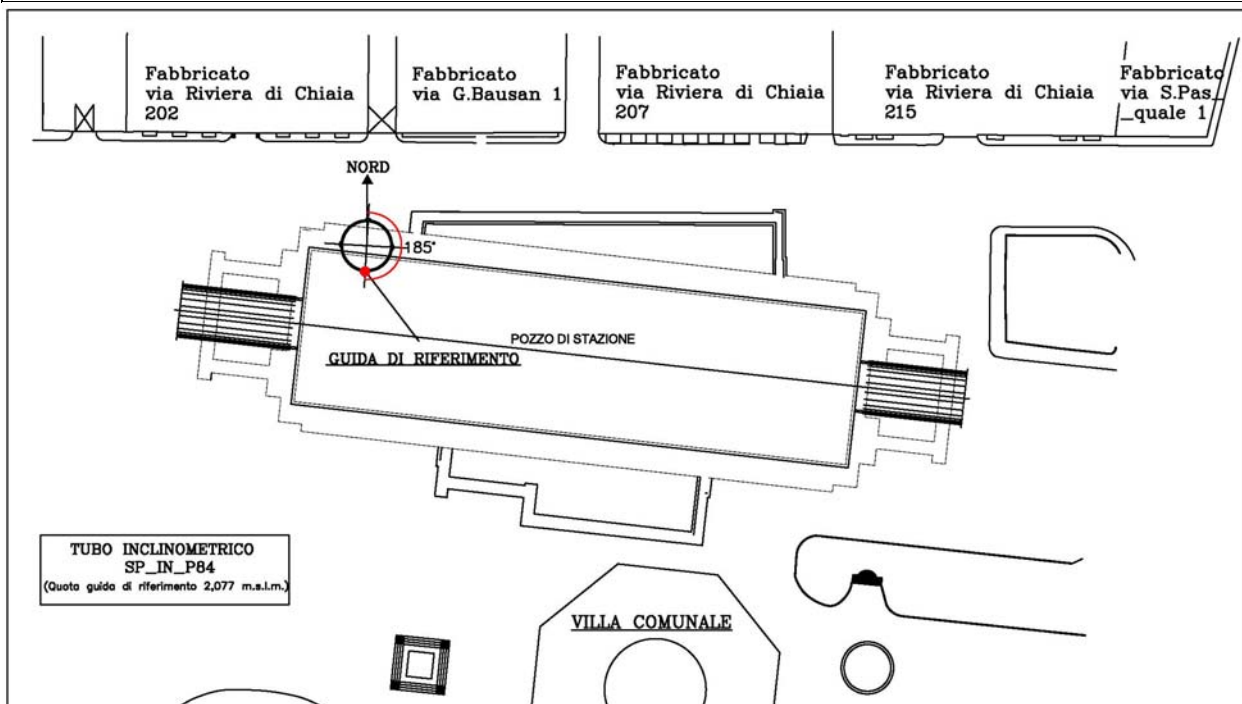 Fabbricato
via Riviera di Chiaia
202
Fabbricato
via G.Bausan 1
Fabbricato
via Riviera di Chiaia
207
Fabbricato
via Riviera di Chiaia
215
Fabbricato
via S.Pas_
_quale 1
NORD
185°
POZZO DI STAZIONE
GUIDA DI RIFERIMENTO
TUBO INCLINOMETRICO
SP_IN_P84
(Quota guida di riferimento 2,077 m.s.l.m.)
VILLA COMUNALE